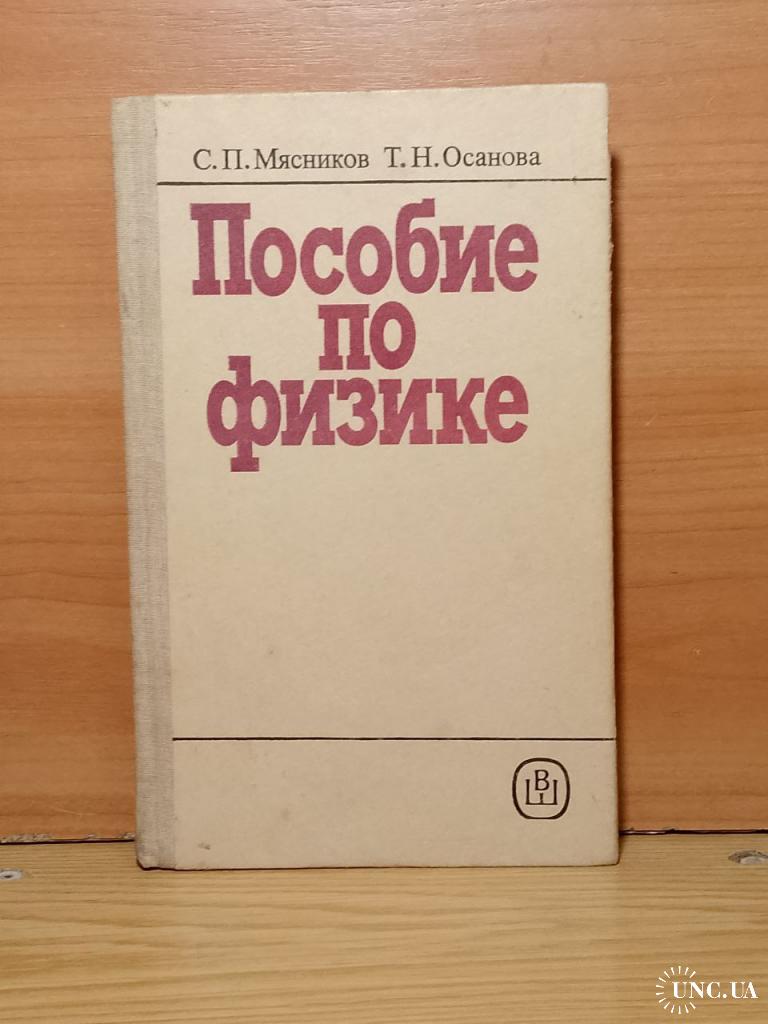 С. П. Мясников Т. Н. Осанова
Пособие
по
физике
ВШ
UNC.UA